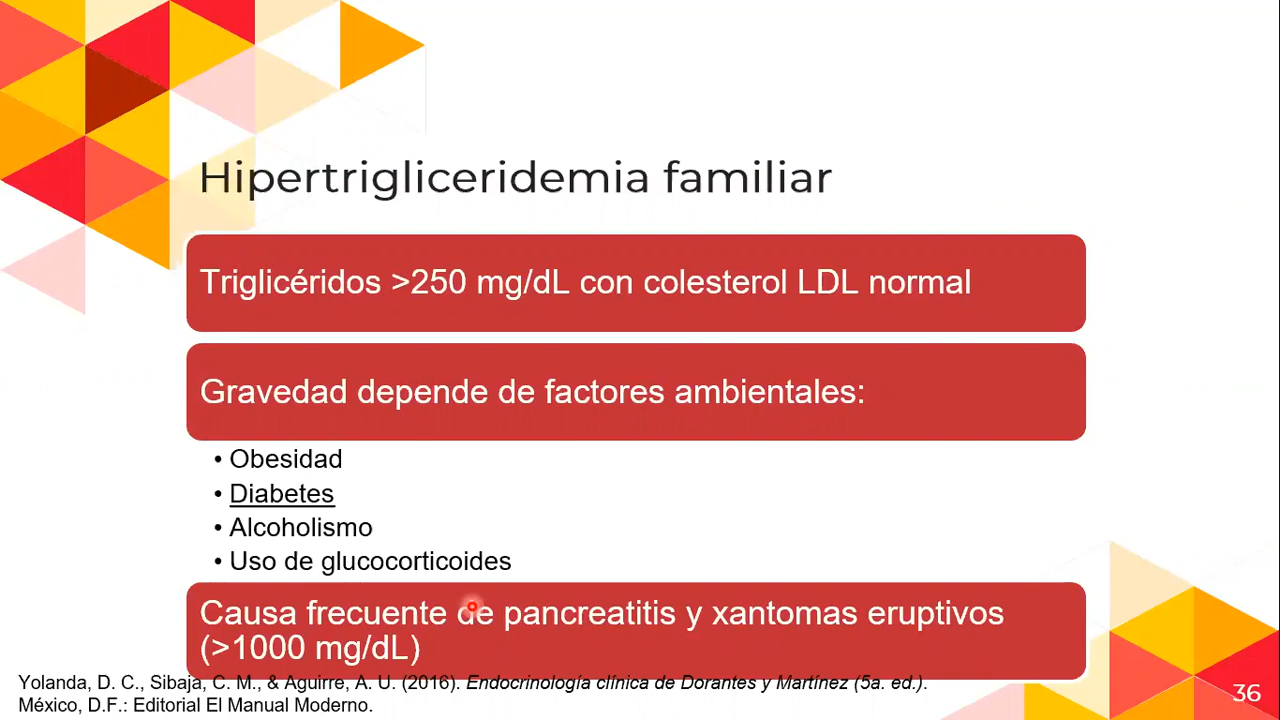 Hipertrigliceridemia familiar
Triglicéridos >250 mg/dL con colesterol LDL normal
Gravedad depende de factores ambientales:
• Obesidad
• Diabetes
• Alcoholismo
• Uso de glucocorticoides
Causa frecuente de pancreatitis y xantomas eruptivos
(>1000 mg/dL)
Yolanda, D. C., Sibaja, C. M., & Aguirre, A. U. (2016). Endocrinología clínica de Dorantes y Martínez (5a. ed.).
México, D.F.: Editorial El Manual Moderno.
36